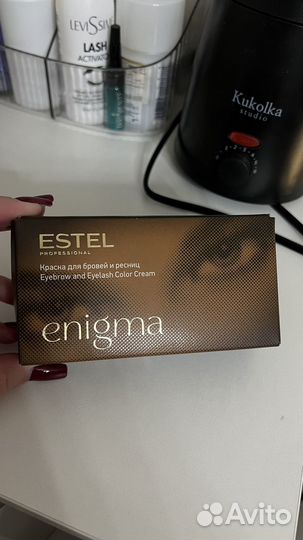 LEVISSIME
LASH
ACTIVATOR
Kukolka
studio
ESTEL
PROFESSIONAL
Краска для бровей и ресниц
Eyebrow and Eyelash Color Cream
enigma
Avito